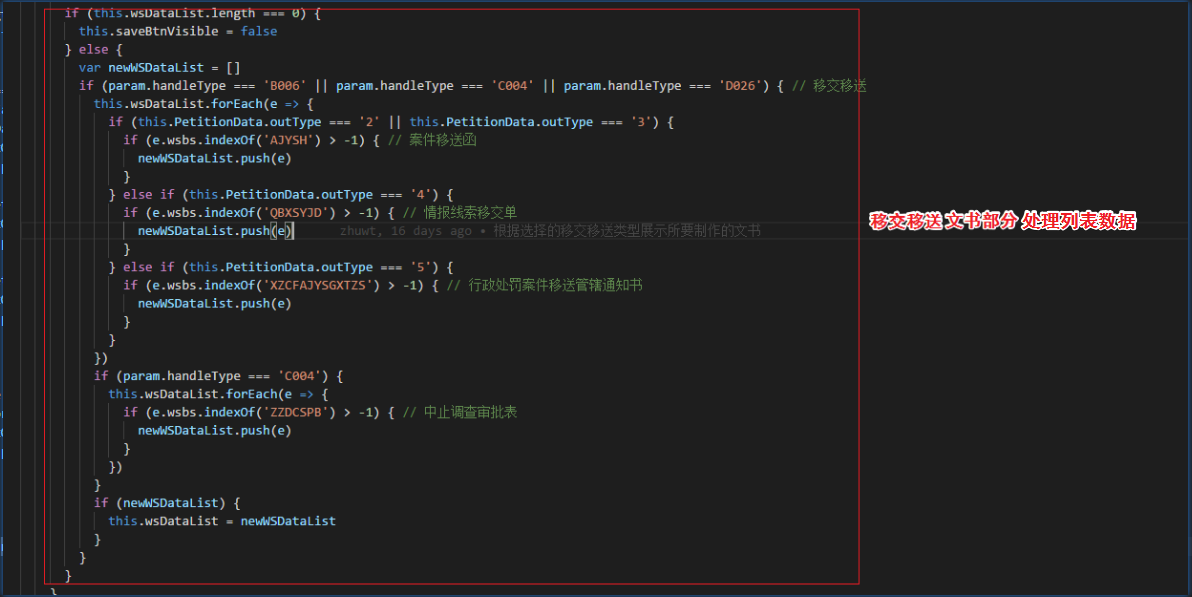 if (this.wsDataList.length === 0) {
this.saveBtnVisible = false
} else {
var newWSDataList = []
if (param.handleType === 'B006' || param.handleType === 'C004' || param.handleType === 'D026') { // 移交移送
this.wsDataList.forEach(e => {
if (this.PetitionData.outType === '2' || this.PetitionData.outType === '3') {
if (e.wsbs.indexOf('AJYSH') > -1) { // 案件移送函
newWSDataList.push(e)
}
} else if (this.PetitionData.outType === '4') {
if (e.wsbs.indexOf('QBXSYJD') > -1) { // 情报线索移交单
newWSDataList.push(e) zhuwt, 16 days ago • 根据选择的移交移送类型展示所要制作的文书
移交移送 文书部分 处理列表数据
}
} else if (this.PetitionData.outType === '5') {
if (e.wsbs.indexOf('XZCFAJYSGXTZS') > -1) { // 行政处罚案件移送管辖通知书
newWSDataList.push(e)
}
}
})
if (param.handleType === 'C004') {
this.wsDataList.forEach(e => {
if (e.wsbs.indexOf('ZZDCSPB') > -1) { // 中止调查审批表
newWSDataList.push(e)
}
})
}
if (newWSDataList) {
this.wsDataList = newWSDataList
}
}
}
}